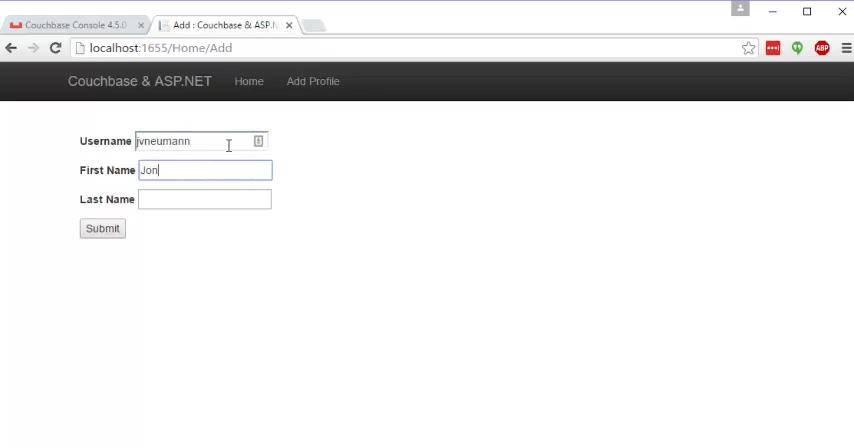 Couchbase Console 4.5.0
Add : Couchbase & ASP.N
localhost:1655/Home/Add
ABP
Couchbase & ASP.NET Home Add Profile
Username jvneumann
First Name Jon
Last Name
Submit